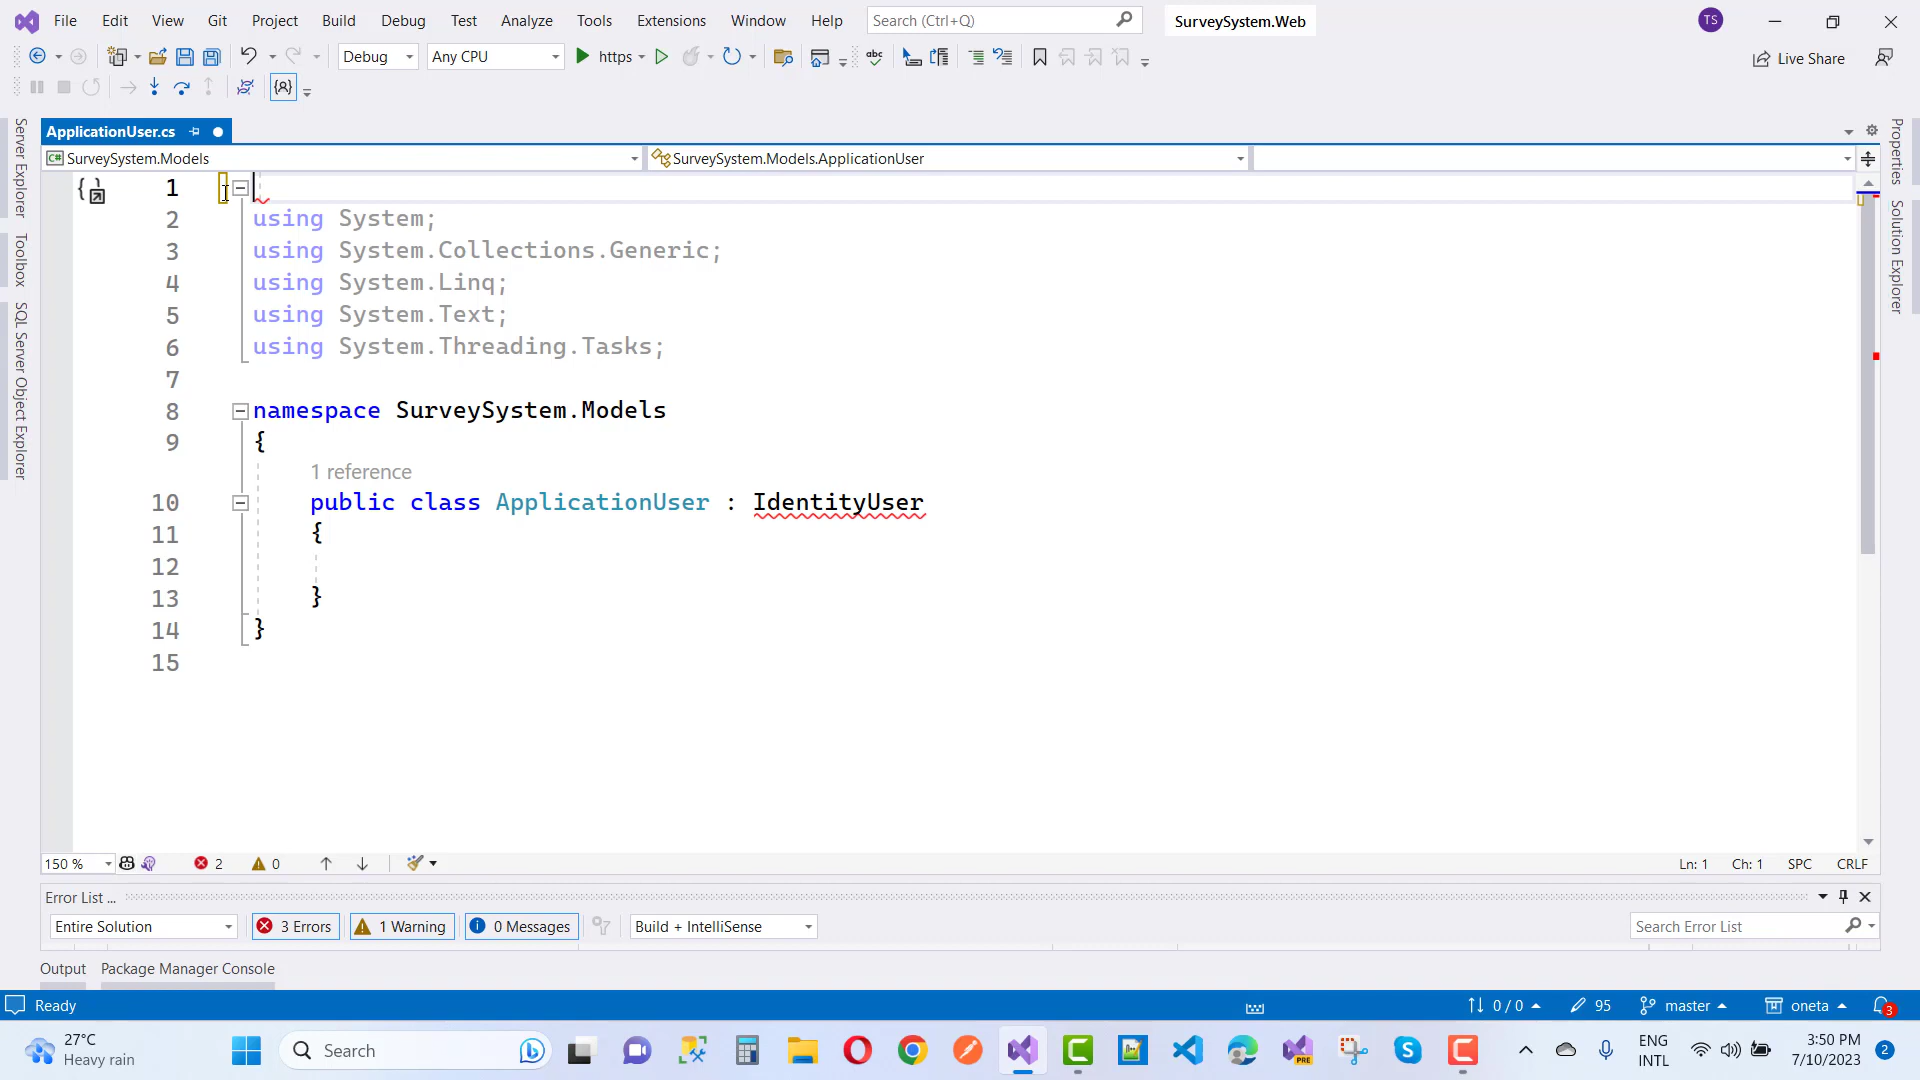 File Edit View Git Project Build Debug Test Analyze Tools Extensions Window Help Search (Ctrl+Q) SurveySystem.Web TS
Debug Any CPU https abc Live Share
ApplicationUser.cs
C# SurveySystem.Models SurveySystem.Models.ApplicationUser
Server Explorer
Toolbox
SQL Server Object Explorer
Properties
Solution Explorer
1
2 using System;
3 using System.Collections.Generic;
4 using System.Linq;
5 using System.Text;
6 using System.Threading.Tasks;
7
8 namespace SurveySystem.Models
9 {
1 reference
10 public class ApplicationUser : IdentityUser
11 {
12
13 }
14 }
15
150 % 2 0 Ln: 1 Ch: 1 SPC CRLF
Error List ...
Entire Solution 3 Errors 1 Warning 0 Messages Build + IntelliSense Search Error List
Output Package Manager Console
Ready 0 / 0 95 master oneta 3
27°C
Heavy rain
Search
PRE
ENG
INTL
3:50 PM
7/10/2023
2